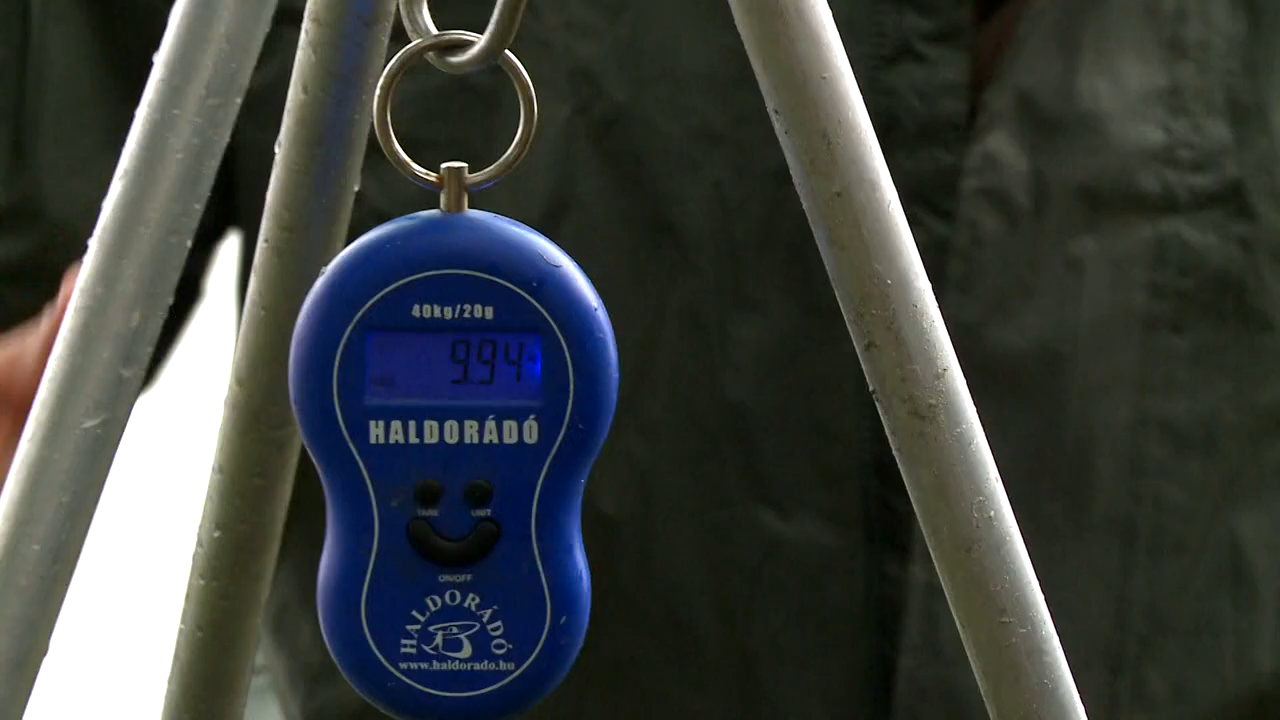 40kg/20g
9.94
HALDORÁDÓ
TARE UNIT
ON/OFF
HALDORÁDÓ
www.haldorado.hu